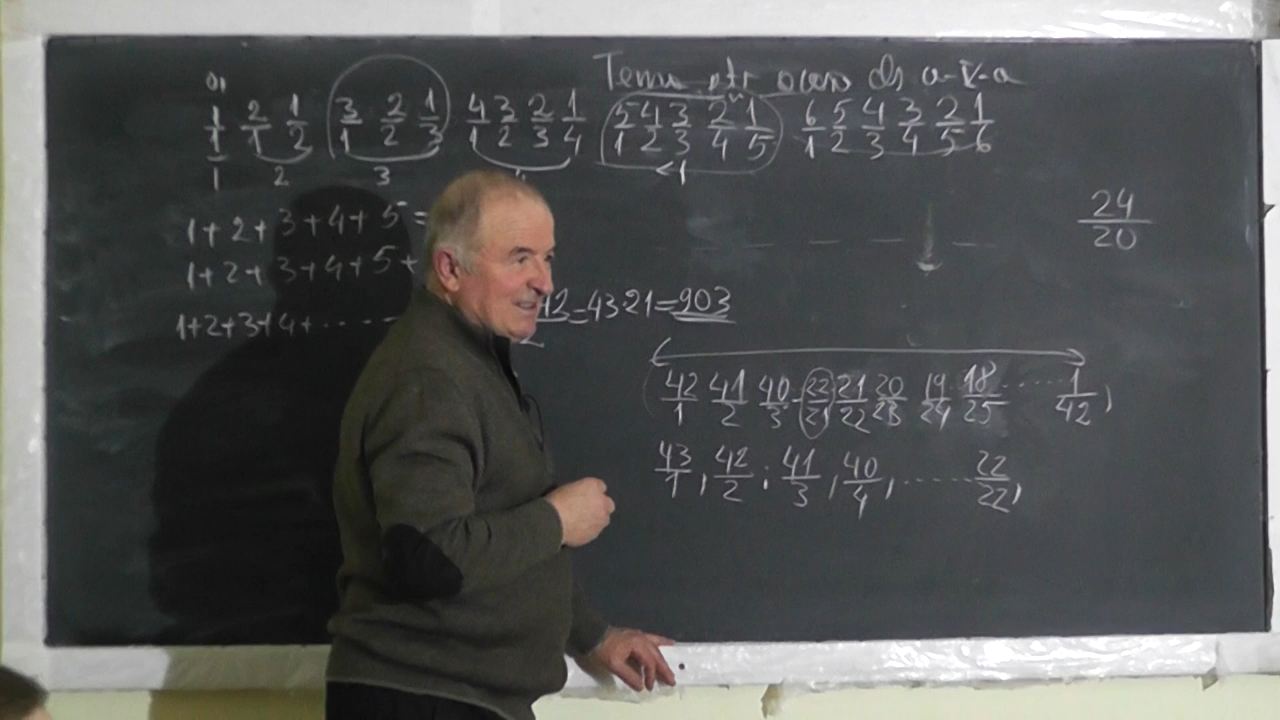 Tema ptr acasă cls a-V-a
1/1 2/1 1/2 3/1 2/2 1/3 4/1 3/2 2/3 1/4 5/1 4/2 3/3 2/4 1/5 6/1 5/2 4/3 3/4 2/5 1/6
1 2 3 <1
24/20
1+2+3+4+5=
1+2+3+4+5+
1+2+3+4+.....
=43·21=903
42/1 41/2 40/3 - 22/21 21/22 20/23 19/24 18/25 ...... 1/42,
43/1, 42/2; 41/3, 40/4, ...... 22/22,